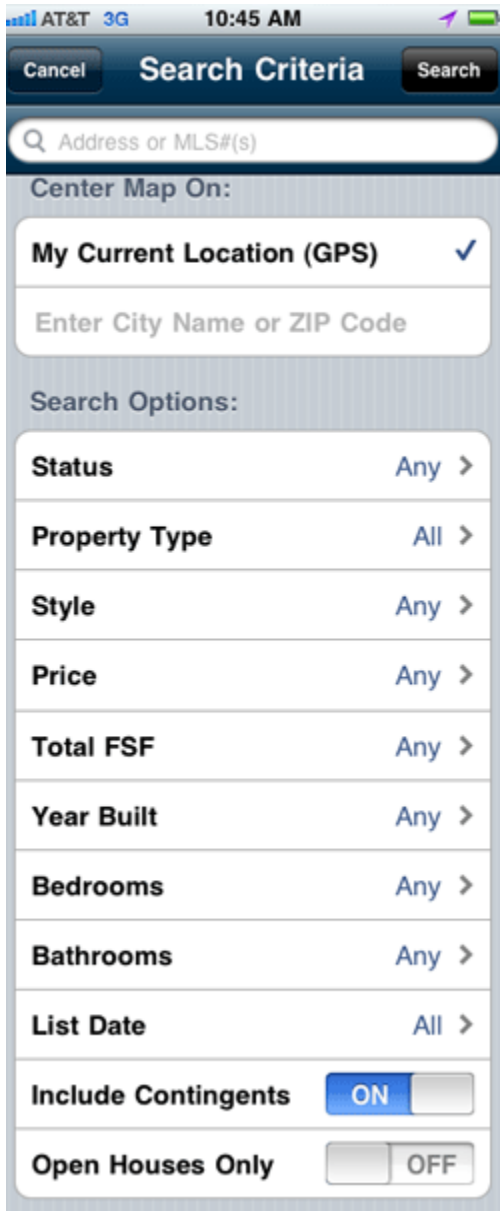 AT&T 3G 10:45 AM
Cancel Search Criteria Search
Address or MLS#(s)
Center Map On:
My Current Location (GPS)
Enter City Name or ZIP Code
Search Options:
Status Any
Property Type All
Style Any
Price Any
Total FSF Any
Year Built Any
Bedrooms Any
Bathrooms Any
List Date All
Include Contingents ON
Open Houses Only OFF